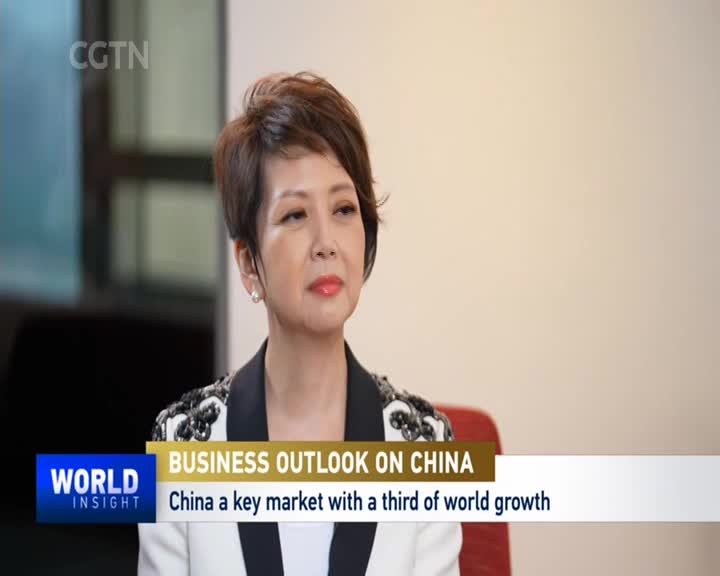 CGTN
BUSINESS OUTLOOK ON CHINA
WORLD
INSIGHT
China a key market with a third of world growth